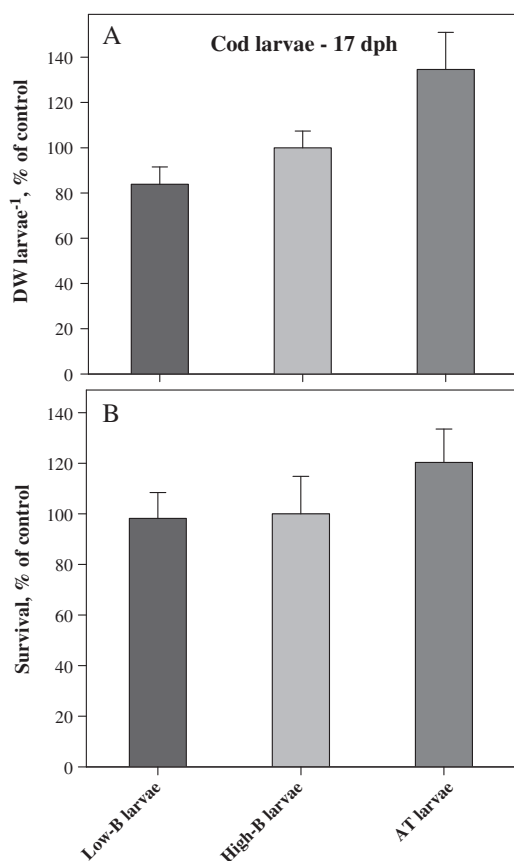 A
Cod larvae - 17 dph
DW larvae-1, % of control
140
120
100
80
60
40
20
0
B
Survival, % of control
140
120
100
80
60
40
20
0
Low-B larvae
High-B larvae
AT larvae